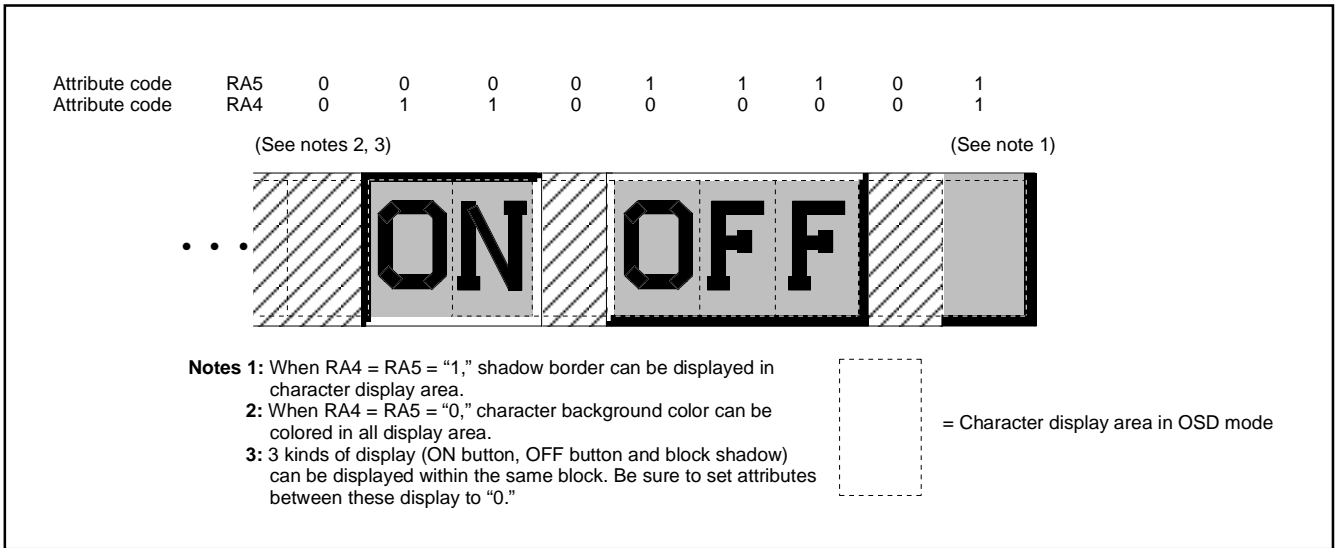 Attribute code RA5 0 0 0 0 1 1 1 0 1
Attribute code RA4 0 1 1 0 0 0 0 0 1
(See notes 2, 3) (See note 1)
• • • ON OFF
Notes 1: When RA4 = RA5 = “1,” shadow border can be displayed in
character display area.
2: When RA4 = RA5 = “0,” character background color can be
colored in all display area.
3: 3 kinds of display (ON button, OFF button and block shadow)
can be displayed within the same block. Be sure to set attributes
between these display to “0.”
= Character display area in OSD mode